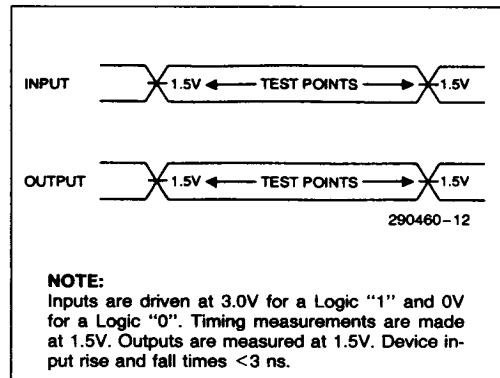 INPUT 1.5V TEST POINTS 1.5V
OUTPUT 1.5V TEST POINTS 1.5V
290460-12
NOTE:
Inputs are driven at 3.0V for a Logic "1" and 0V
for a Logic "0". Timing measurements are made
at 1.5V. Outputs are measured at 1.5V. Device in-
put rise and fall times <3 ns.